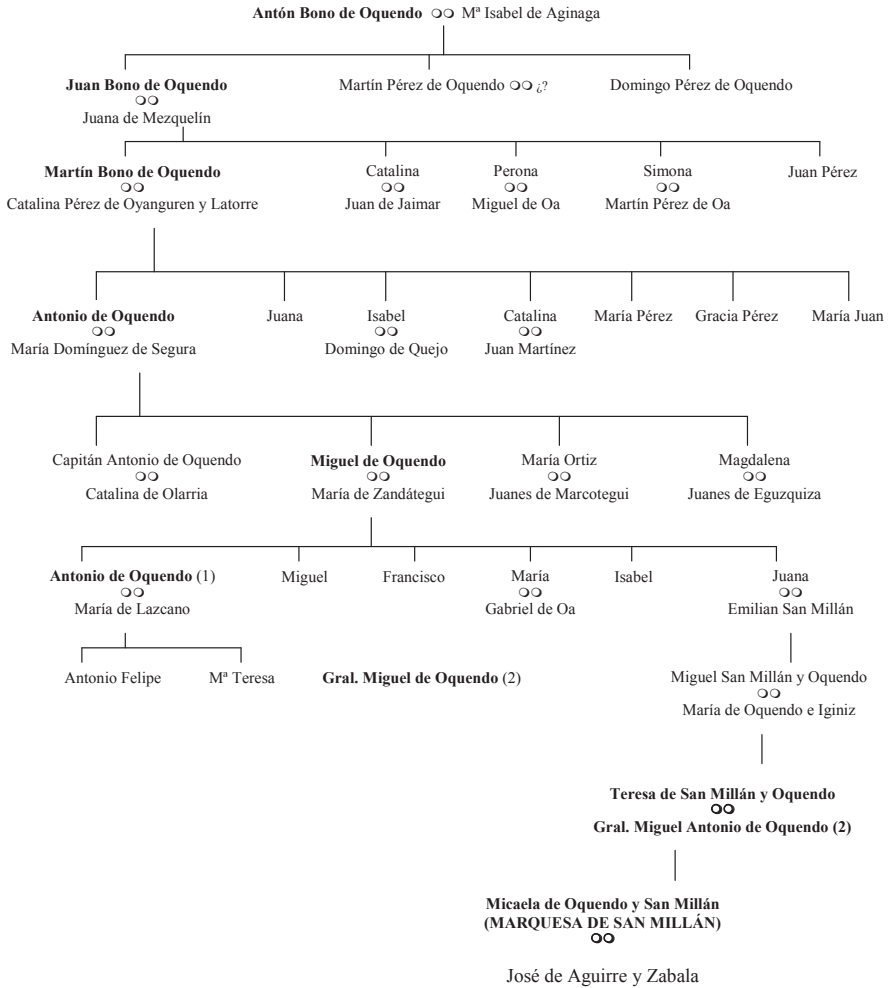 Antón Bono de Oquendo Mª Isabel de Aginaga
Juan Bono de Oquendo Martín Pérez de Oquendo ¿? Domingo Pérez de Oquendo
Juana de Mezquelín
Martín Bono de Oquendo Catalina Perona Simona Juan Pérez
Catalina Pérez de Oyanguren y Latorre Juan de Jaimar Miguel de Oa Martín Pérez de Oa
Antonio de Oquendo Juana Isabel Catalina María Pérez Gracia Pérez María Juan
María Domínguez de Segura Domingo de Quejo Juan Martínez
Capitán Antonio de Oquendo Miguel de Oquendo María Ortiz Magdalena
Catalina de Olarria María de Zandátegui Juanes de Marcotegui Juanes de Eguzquiza
Antonio de Oquendo (1) Miguel Francisco María Isabel Juana
María de Lazcano Gabriel de Oa Emilian San Millán
Antonio Felipe Mª Teresa Gral. Miguel de Oquendo (2) Miguel San Millán y Oquendo
María de Oquendo e Iginiz
Teresa de San Millán y Oquendo
Gral. Miguel Antonio de Oquendo (2)
Micaela de Oquendo y San Millán
(MARQUESA DE SAN MILLÁN)
José de Aguirre y Zabala